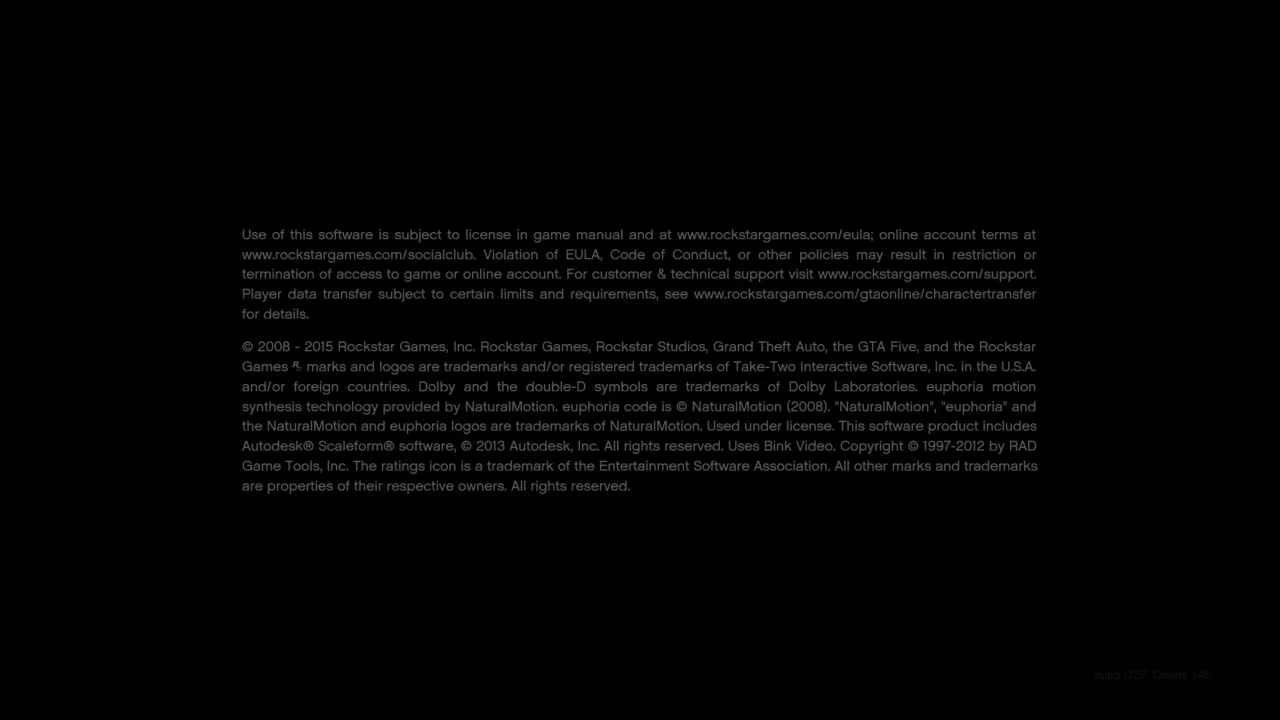 Use of this software is subject to license in game manual and at www.rockstargames.com/eula; online account terms at
www.rockstargames.com/socialclub. Violation of EULA, Code of Conduct, or other policies may result in restriction or
termination of access to game or online account. For customer & technical support visit www.rockstargames.com/support.
Player data transfer subject to certain limits and requirements, see www.rockstargames.com/gtaonline/charactertransfer
for details.
© 2008 - 2015 Rockstar Games, Inc. Rockstar Games, Rockstar Studios, Grand Theft Auto, the GTA Five, and the Rockstar
Games R* marks and logos are trademarks and/or registered trademarks of Take-Two Interactive Software, Inc. in the U.S.A.
and/or foreign countries. Dolby and the double-D symbols are trademarks of Dolby Laboratories. euphoria motion
synthesis technology provided by NaturalMotion. euphoria code is © NaturalMotion (2008). "NaturalMotion", "euphoria" and
the NaturalMotion and euphoria logos are trademarks of NaturalMotion. Used under license. This software product includes
Autodesk® Scaleform® software, © 2013 Autodesk, Inc. All rights reserved. Uses Bink Video. Copyright © 1997-2012 by RAD
Game Tools, Inc. The ratings icon is a trademark of the Entertainment Software Association. All other marks and trademarks
are properties of their respective owners. All rights reserved.
Online